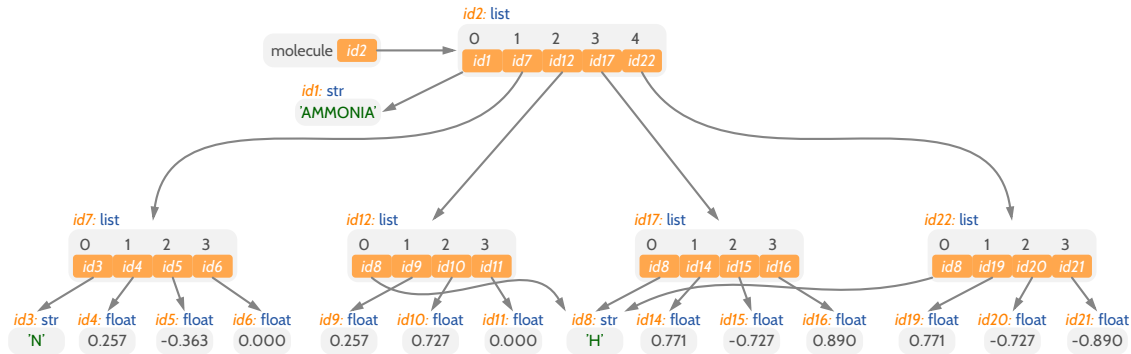 id2: list
0 1 2 3 4
molecule id2
id1 id7 id12 id17 id22
id1: str
'AMMONIA'
id7: list id12: list id17: list id22: list
0 1 2 3 0 1 2 3 0 1 2 3 0 1 2 3
id3 id4 id5 id6 id8 id9 id10 id11 id8 id14 id15 id16 id8 id19 id20 id21
id3: str id4: float id5: float id6: float id9: float id10: float id11: float id8: str id14: float id15: float id16: float id19: float id20: float id21: float
'N' 0.257 -0.363 0.000 0.257 0.727 0.000 'H' 0.771 -0.727 0.890 0.771 -0.727 -0.890